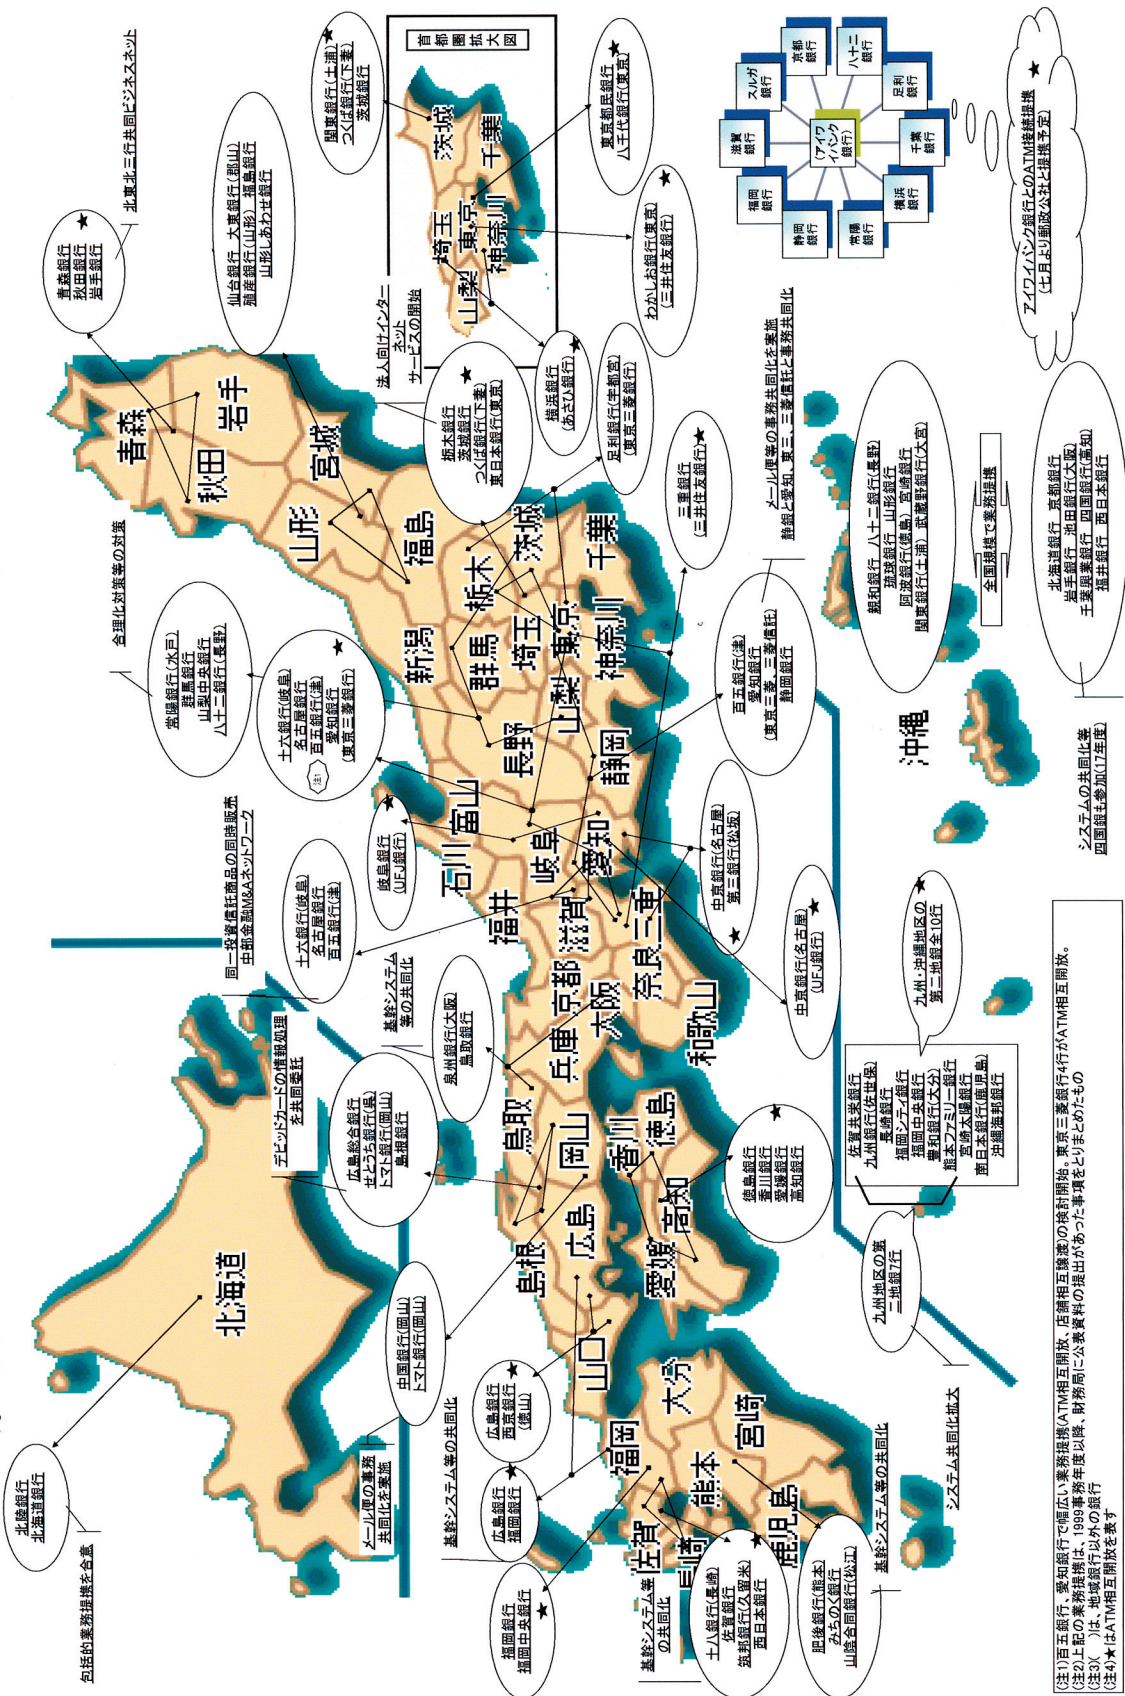 北陸銀行
北海道銀行
包括的業務提携を合意
北海道
デビッドカードの情報処理
を共同委託
広島総合銀行
せとうち銀行(呉)
トマト銀行(岡山)
島根銀行
メール便の事務
共同化を実施
中国銀行(岡山)
トマト銀行(岡山)
同一投資信託商品の同時販売
中部金融M&Aネットワーク
十六銀行(岐阜)
名古屋銀行
百五銀行(津)
基幹システム
等の共同化
泉州銀行(大阪)
鳥取銀行
合理化対策等の対策
常陽銀行(水戸)
群馬銀行
山梨中央銀行
八十二銀行(長野)
十六銀行(岐阜)
名古屋銀行
百五銀行(津)
愛知銀行
(東京三菱銀行)
★
注1
岐阜銀行
(UFJ銀行)
★
青森銀行
秋田銀行
岩手銀行
★
北東北三行共同ビジネスネット
仙台銀行 大東銀行(郡山)
殖産銀行(山形) 福島銀行
山形しあわせ銀行
首都圏拡大図
関東銀行(土浦)
つくば銀行(下妻)
茨城銀行
★
茨城
千葉
埼玉
東京
神奈川
山梨
東京都民銀行
八千代銀行(東京)
★
わかしお銀行(東京)
(三井住友銀行)
★
横浜銀行
(あさひ銀行)
★
法人向けインター
ネット
サービスの開始
栃木銀行
茨城銀行
つくば銀行(下妻)
東日本銀行(東京)
★
足利銀行(宇都宮)
(東京三菱銀行)
三重銀行
(三井住友銀行)
★
青森
岩手
秋田
宮城
山形
福島
新潟
栃木
茨城
群馬
埼玉
東京
千葉
神奈川
山梨
長野
静岡
富山
石川
岐阜
愛知
福井
滋賀
三重
奈良
京都
大阪
兵庫
和歌山
鳥取
岡山
島根
広島
山口
香川
徳島
愛媛
高知
福岡
大分
佐賀
長崎
熊本
宮崎
鹿児島
沖縄
メール便等の事務共同化を実施
静銀と愛知、東三、三菱信託と事務共同化
百五銀行(津)
愛知銀行
(東京三菱、三菱信託)
静岡銀行
中京銀行(名古屋)
第三銀行(松坂)
★
中京銀行(名古屋)
(UFJ銀行)
★
徳島銀行
香川銀行
愛媛銀行
高知銀行
★
基幹システム等の共同化
広島銀行
西京銀行
(徳山)
★
広島銀行
福岡銀行
★
福岡銀行
福岡中央銀行
★
基幹システム等
の共同化
十八銀行(長崎)
佐賀銀行
筑邦銀行(久留米)
西日本銀行
★
肥後銀行(熊本)
みちのく銀行
山陰合同銀行(松江)
基幹システム等の共同化
佐賀共栄銀行
九州銀行(佐世保)
長崎銀行
福岡シティ銀行
福岡中央銀行
豊和銀行(大分)
熊本ファミリー銀行
宮崎太陽銀行
南日本銀行(鹿児島)
沖縄海邦銀行
九州・沖縄地区の
第二地銀全10行
★
九州地区の第
二地銀7行
システム共同化拡大
親和銀行 八十二銀行(長野)
琉球銀行 山形銀行
阿波銀行(徳島) 宮崎銀行
関東銀行(土浦) 武蔵野銀行(大宮)
全国規模で業務提携
北海道銀行 京都銀行
岩手銀行 池田銀行(大阪)
千葉興業銀行 四国銀行(高知)
福井銀行 西日本銀行
システムの共同化等
四国銀も参加(17年度)
(アイワイバンク銀行)
京都銀行
八十二銀行
足利銀行
千葉銀行
横浜銀行
常陽銀行
静岡銀行
福岡銀行
滋賀銀行
スルガ銀行
アイワイバンク銀行とのATM接続提携
(七月より郵政公社と提携予定)
★
(注1)百五銀行、愛知銀行で幅広い業務提携(ATM相互開放、店舗相互譲渡)の検討開始。東京三菱銀行4行がATM相互開放。
(注2)上記の業務提携は、1999事務年度以降、財務局に公表資料の提出があった事項をとりまとめたもの
(注3)( )は、地域銀行以外の銀行
(注4)★はATM相互開放を表す